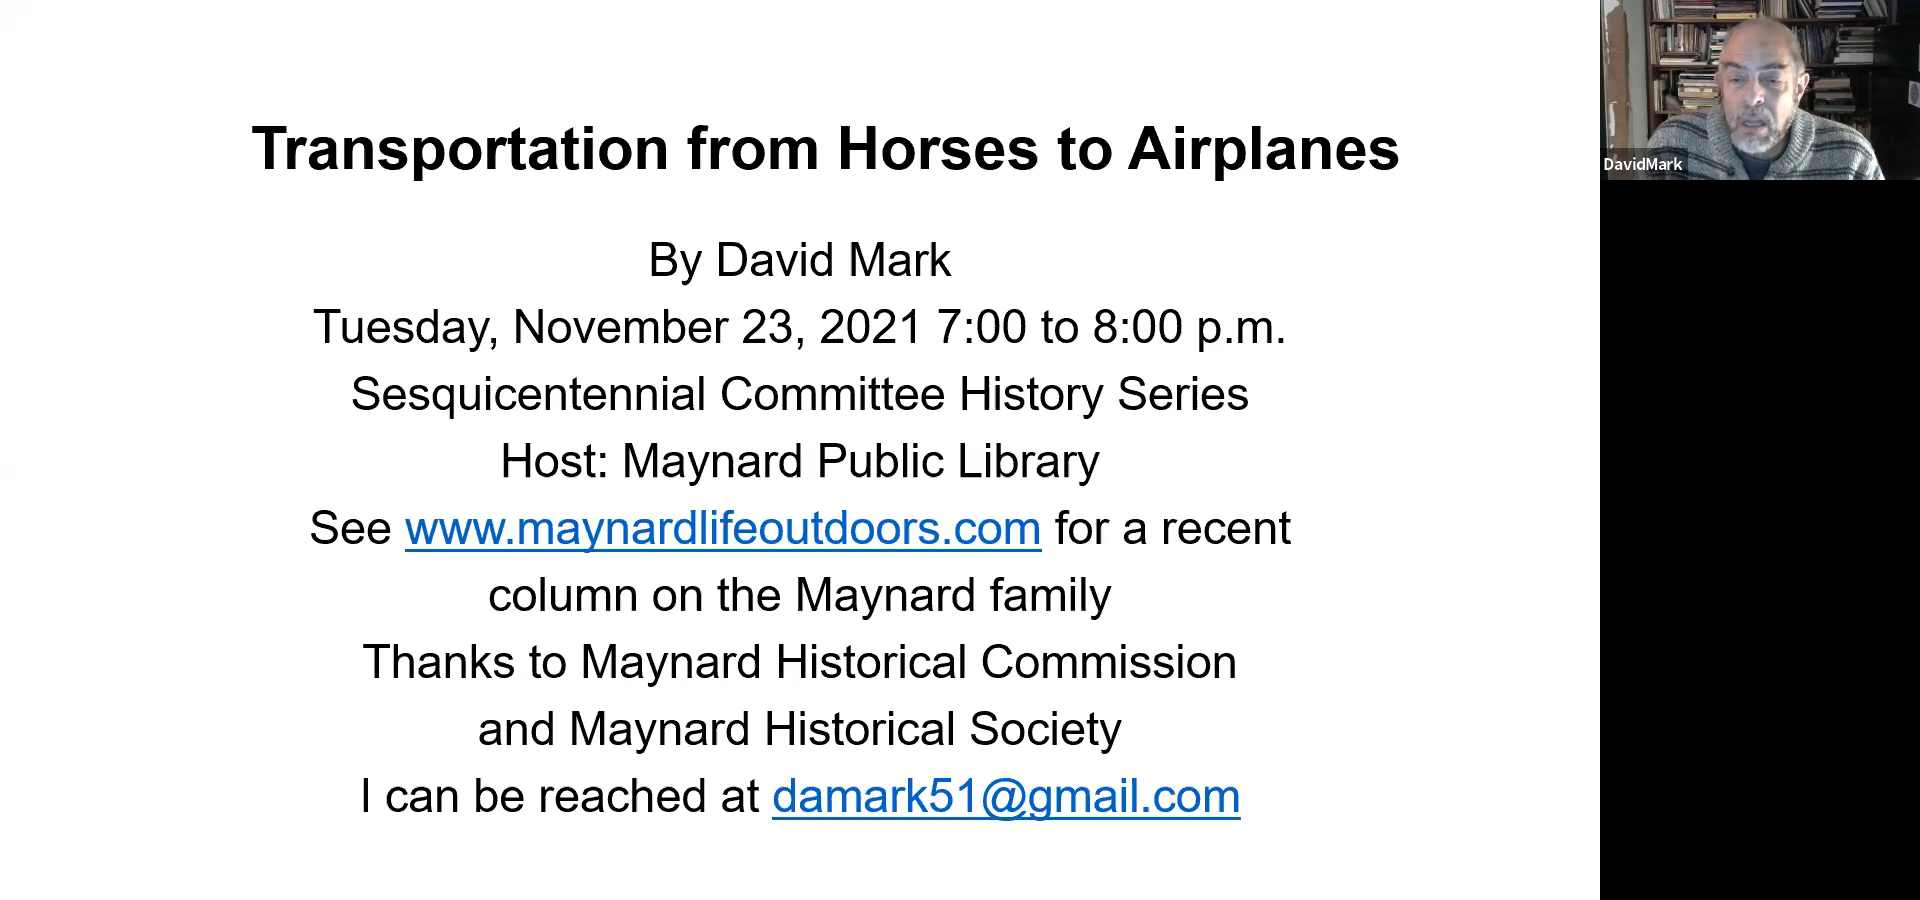 Transportation from Horses to Airplanes
By David Mark
Tuesday, November 23, 2021 7:00 to 8:00 p.m.
Sesquicentennial Committee History Series
Host: Maynard Public Library
See www.maynardlifeoutdoors.com for a recent
column on the Maynard family
Thanks to Maynard Historical Commission
and Maynard Historical Society
I can be reached at damark51@gmail.com
DavidMark